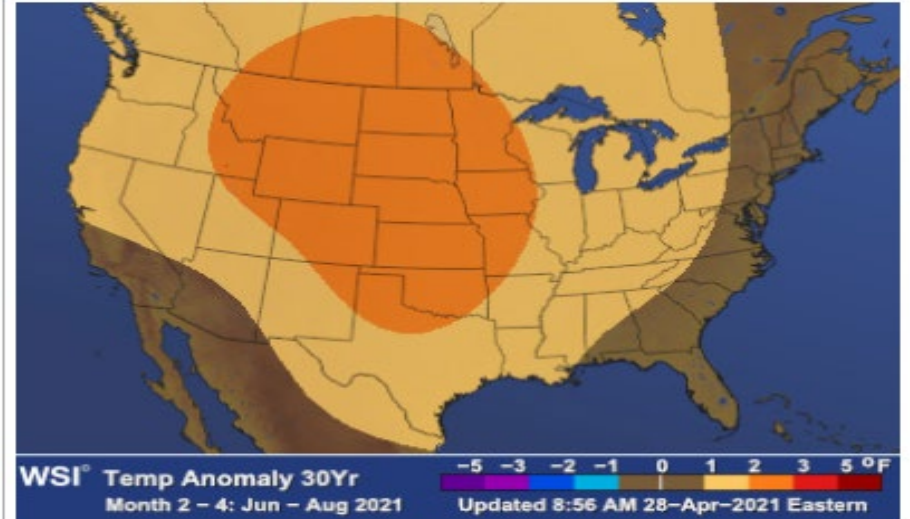 WSI° Temp Anomaly 30Yr
Month 2 - 4: Jun - Aug 2021
-5 -3 -2 -1 0 1 2 3 5 °F
Updated 8:56 AM 28-Apr-2021 Eastern